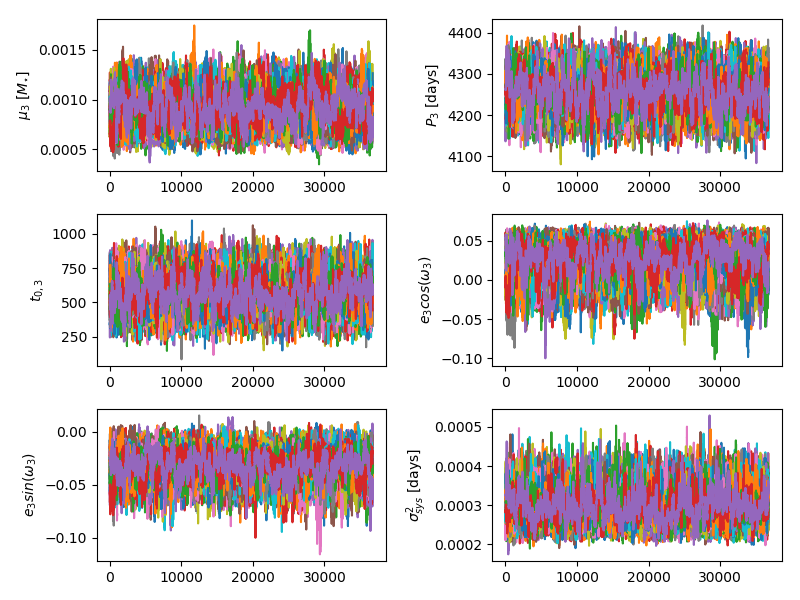 μ₃ [M⋆]
0.0015
0.0010
0.0005
0 10000 20000 30000
P₃ [days]
4400
4300
4200
4100
0 10000 20000 30000
t₀,₃
1000
750
500
250
0 10000 20000 30000
e₃cos(ω₃)
0.05
0.00
−0.05
−0.10
0 10000 20000 30000
e₃sin(ω₃)
0.00
−0.05
−0.10
0 10000 20000 30000
σ²sys [days]
0.0005
0.0004
0.0003
0.0002
0 10000 20000 30000